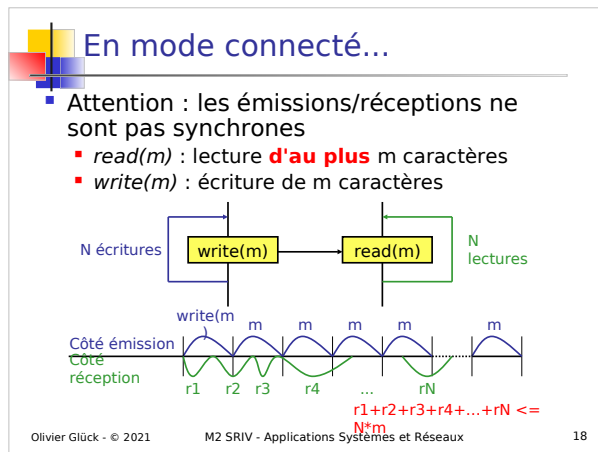 En mode connecté...
Attention : les émissions/réceptions ne
sont pas synchrones
read(m) : lecture d'au plus m caractères
write(m) : écriture de m caractères
N écritures
write(m)
read(m)
N
lectures
write(m
)
m
m
m
m
m
Côté émission
Côté
réception
r1
r2
r3
r4
...
rN
r1+r2+r3+r4+...+rN <=
N*m
Olivier Glück - © 2021
M2 SRIV - Applications Systèmes et Réseaux
18